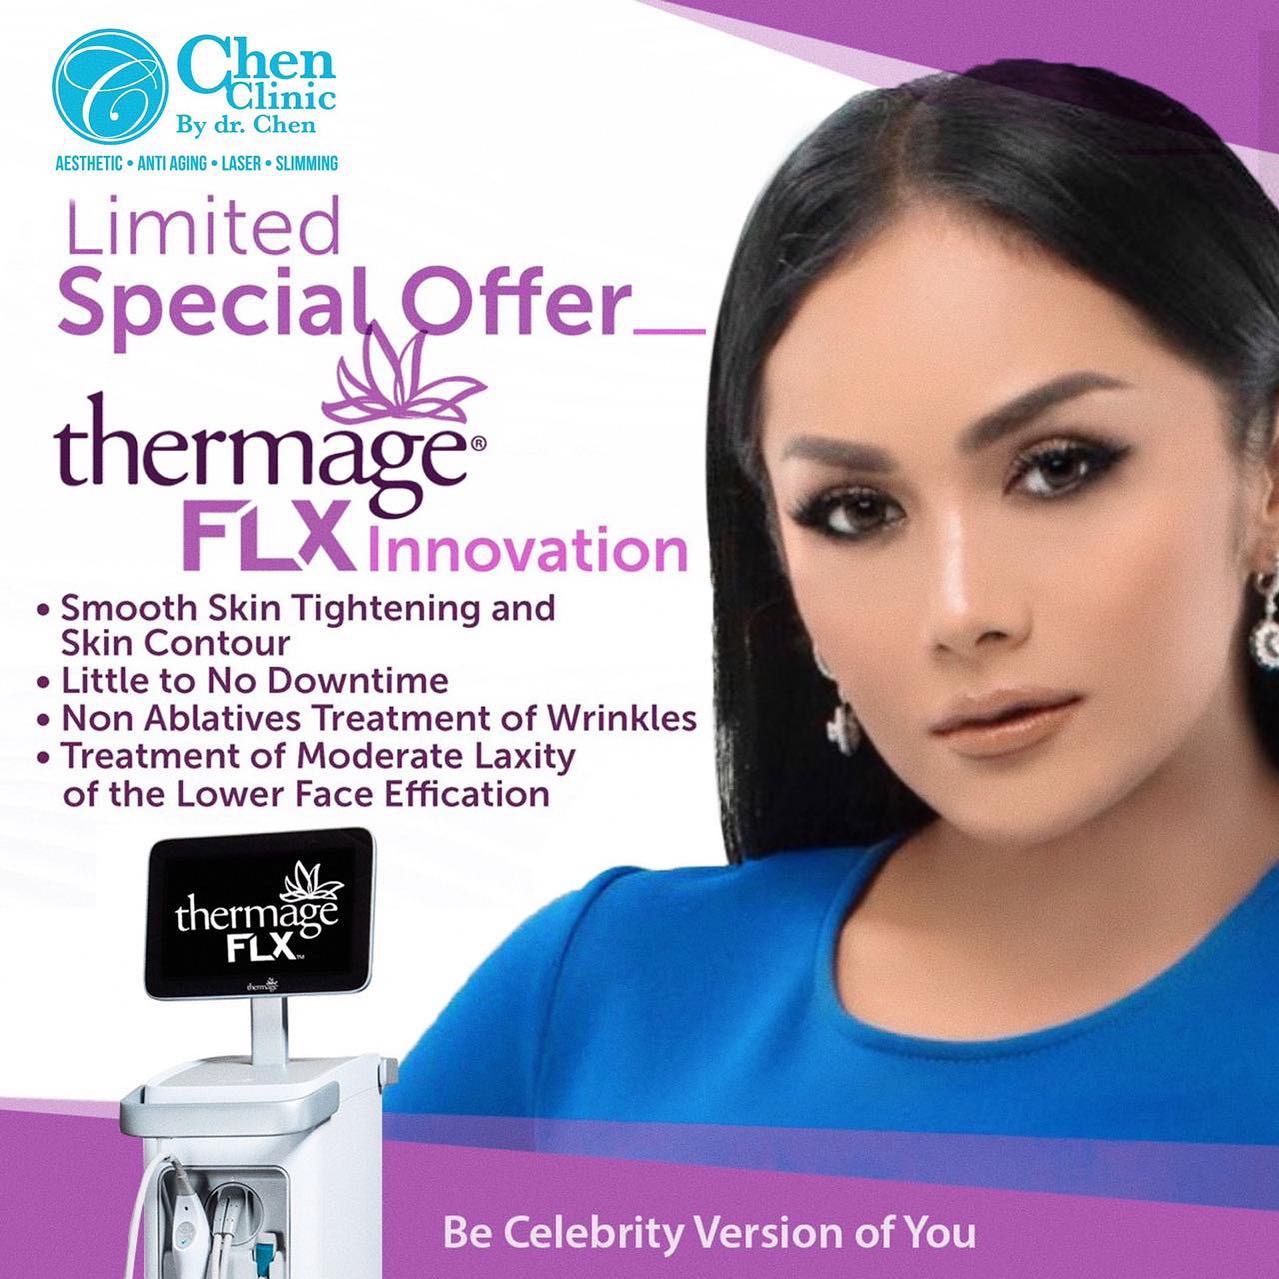 Chen
Clinic
By dr. Chen
AESTHETIC • ANTI AGING • LASER • SLIMMING
Limited
Special Offer
thermage®
FLX Innovation
• Smooth Skin Tightening and
Skin Contour
• Little to No Downtime
• Non Ablatives Treatment of Wrinkles
• Treatment of Moderate Laxity
of the Lower Face Effication
thermage
FLX™
thermage
Be Celebrity Version of You